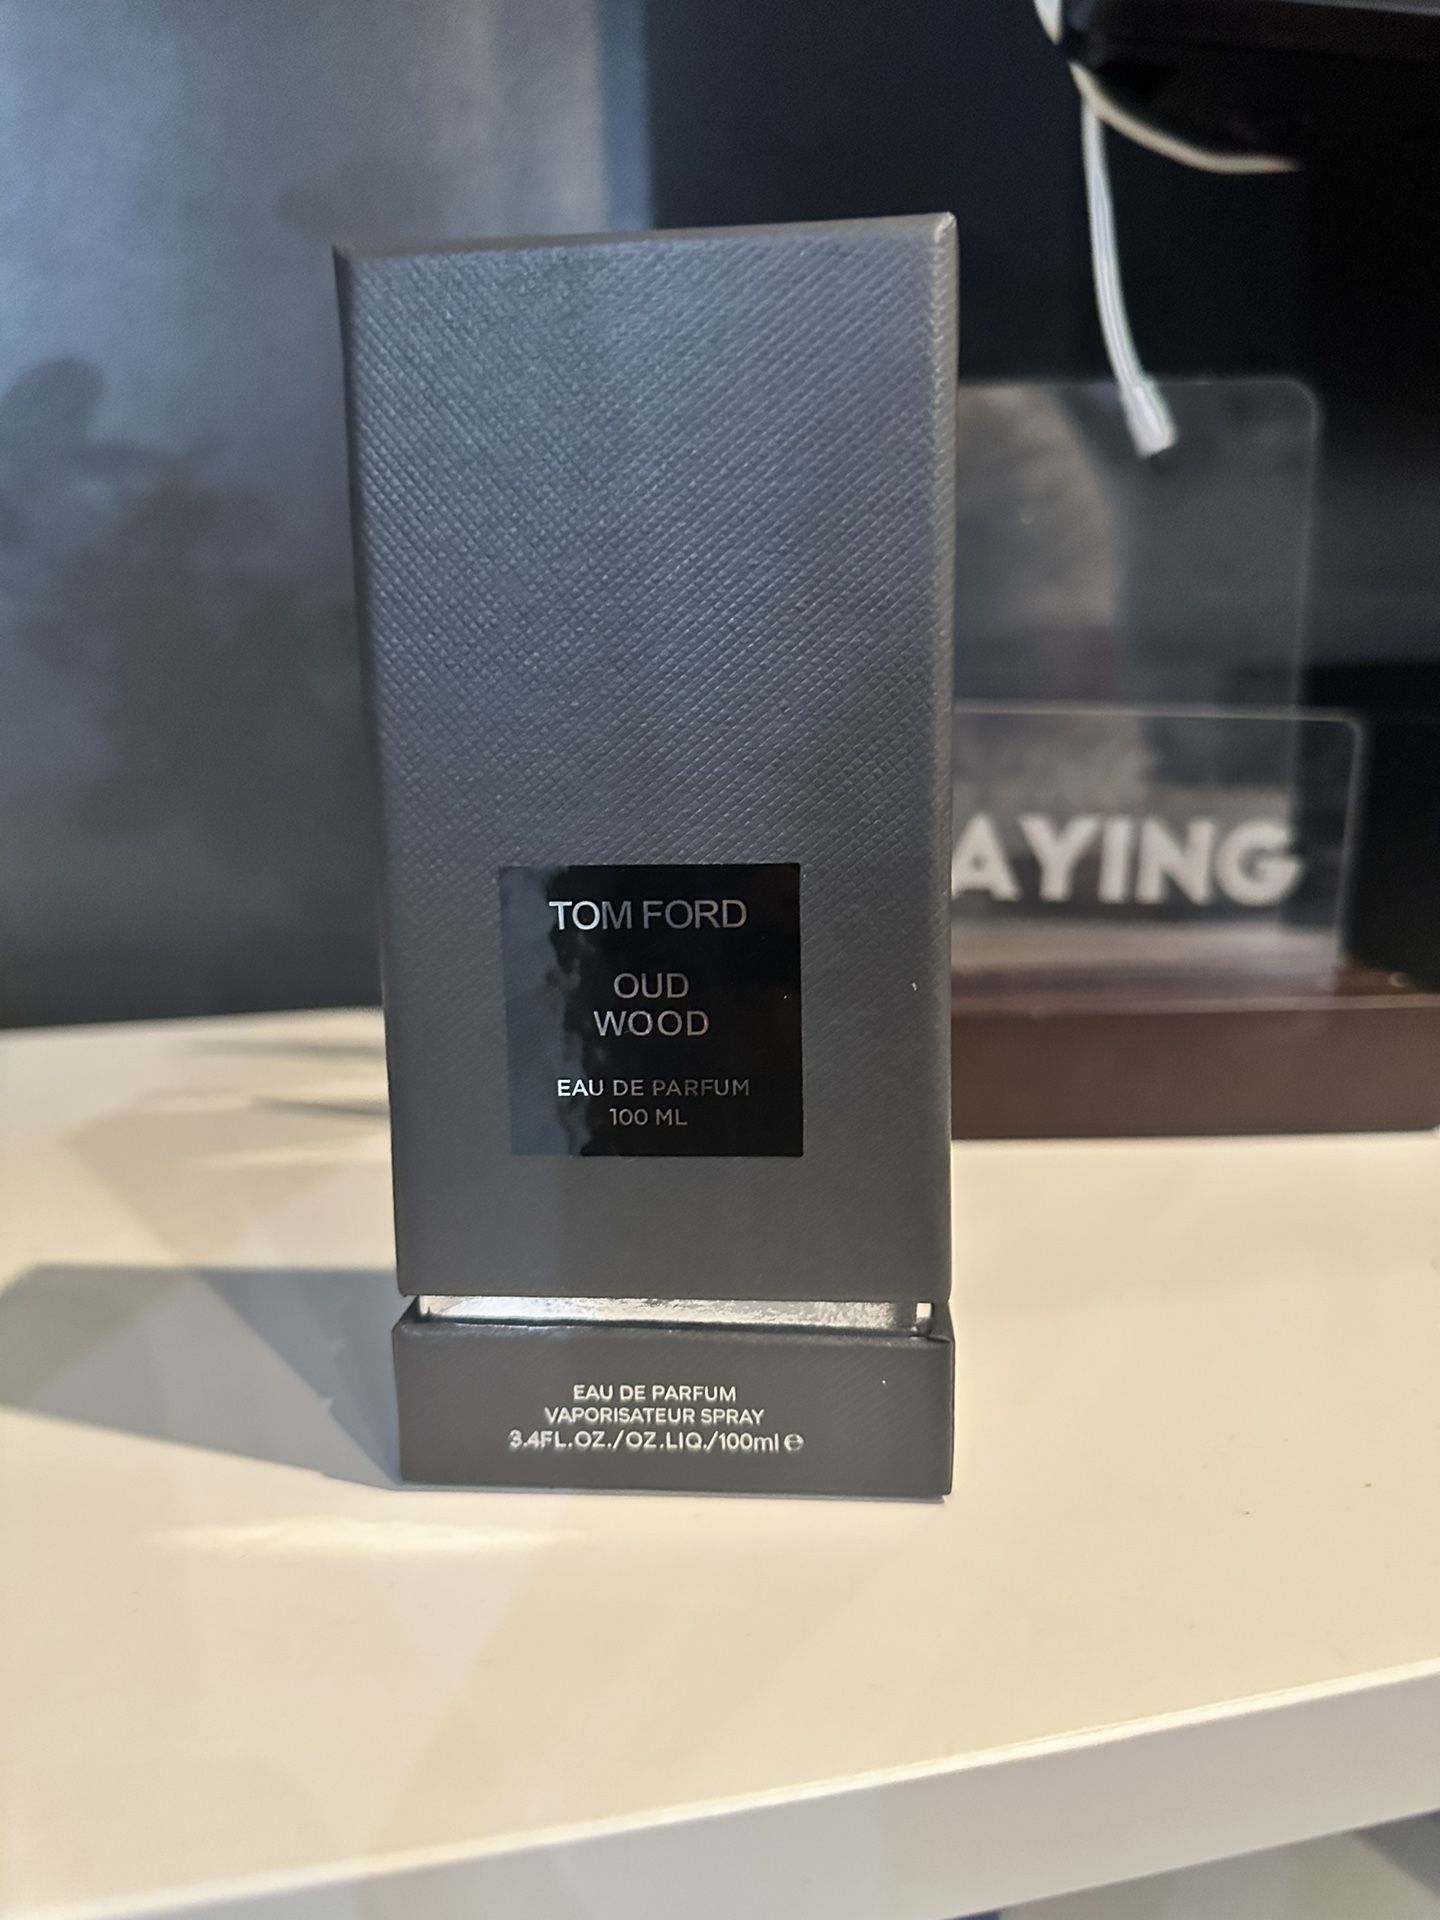 TOM FORD
OUD
WOOD
EAU DE PARFUM
100 ML
EAU DE PARFUM
VAPORISATEUR SPRAY
3.4FL.OZ./OZ.LIQ./100ml ℮
AYING